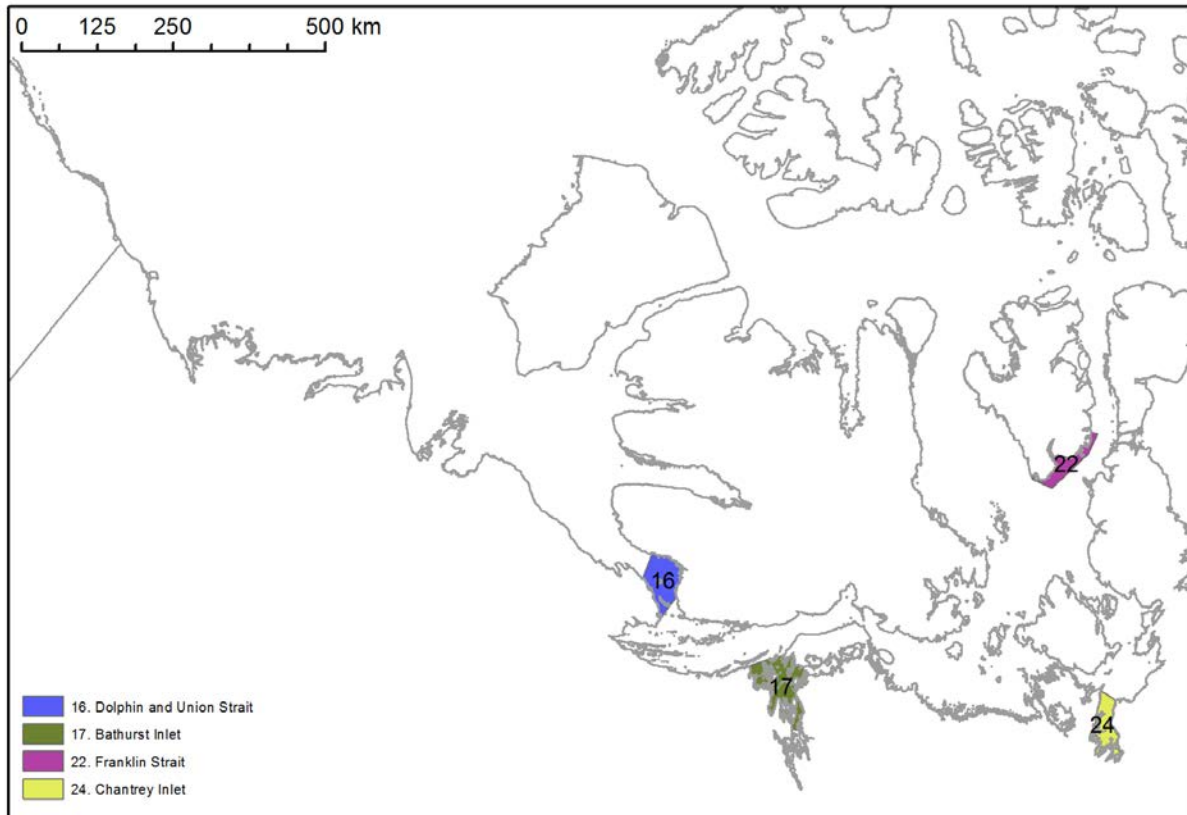 0 125 250 500 km
22
16
17
24
16. Dolphin and Union Strait
17. Bathurst Inlet
22. Franklin Strait
24. Chantrey Inlet